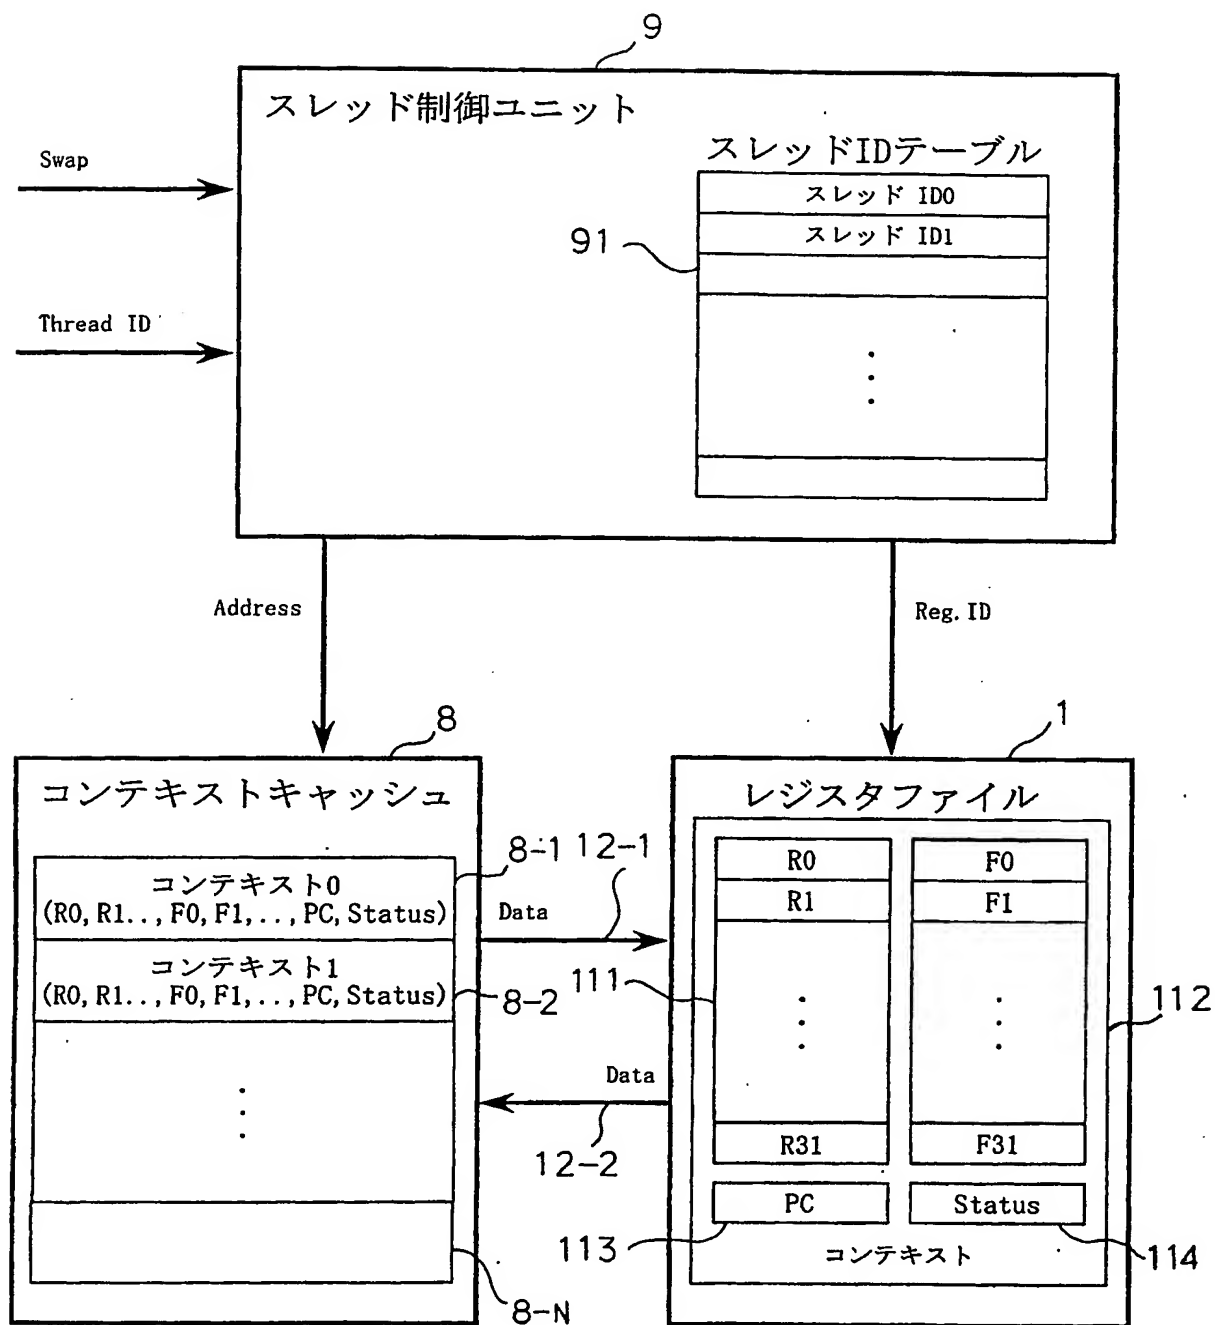 9
スレッド制御ユニット
スレッドIDテーブル
Swap
スレッド ID0
スレッド ID1
91
Thread ID
Address
Reg.ID
8
1
コンテキストキャッシュ
レジスタファイル
コンテキスト0
(R0, R1.., F0, F1,.., PC, Status)
8-1
コンテキスト1
(R0, R1.., F0, F1,.., PC, Status)
8-2
8-N
12-1
Data
Data
12-2
R0
F0
R1
F1
111
112
R31
F31
PC
Status
113
コンテキスト
114